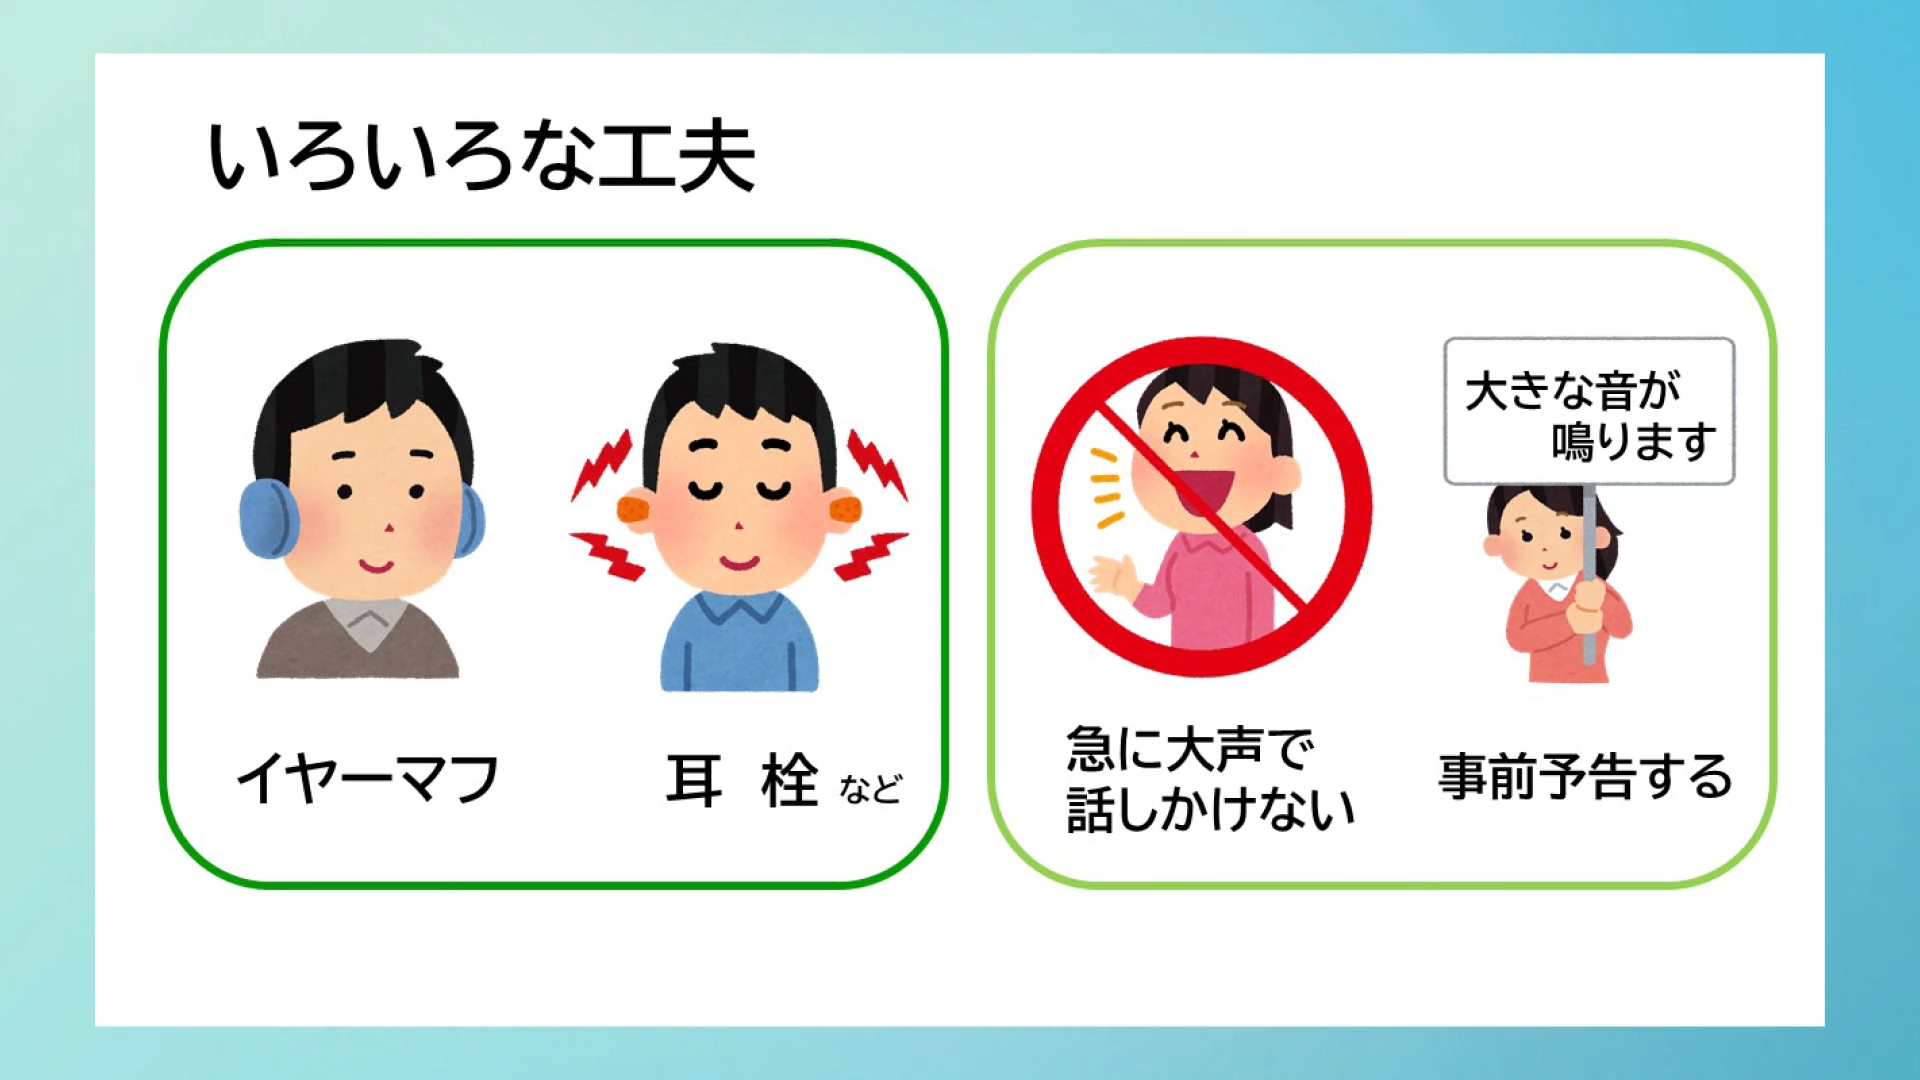 いろいろな工夫
イヤーマフ
耳 栓 など
大きな音が
鳴ります
急に大声で
話しかけない
事前予告する